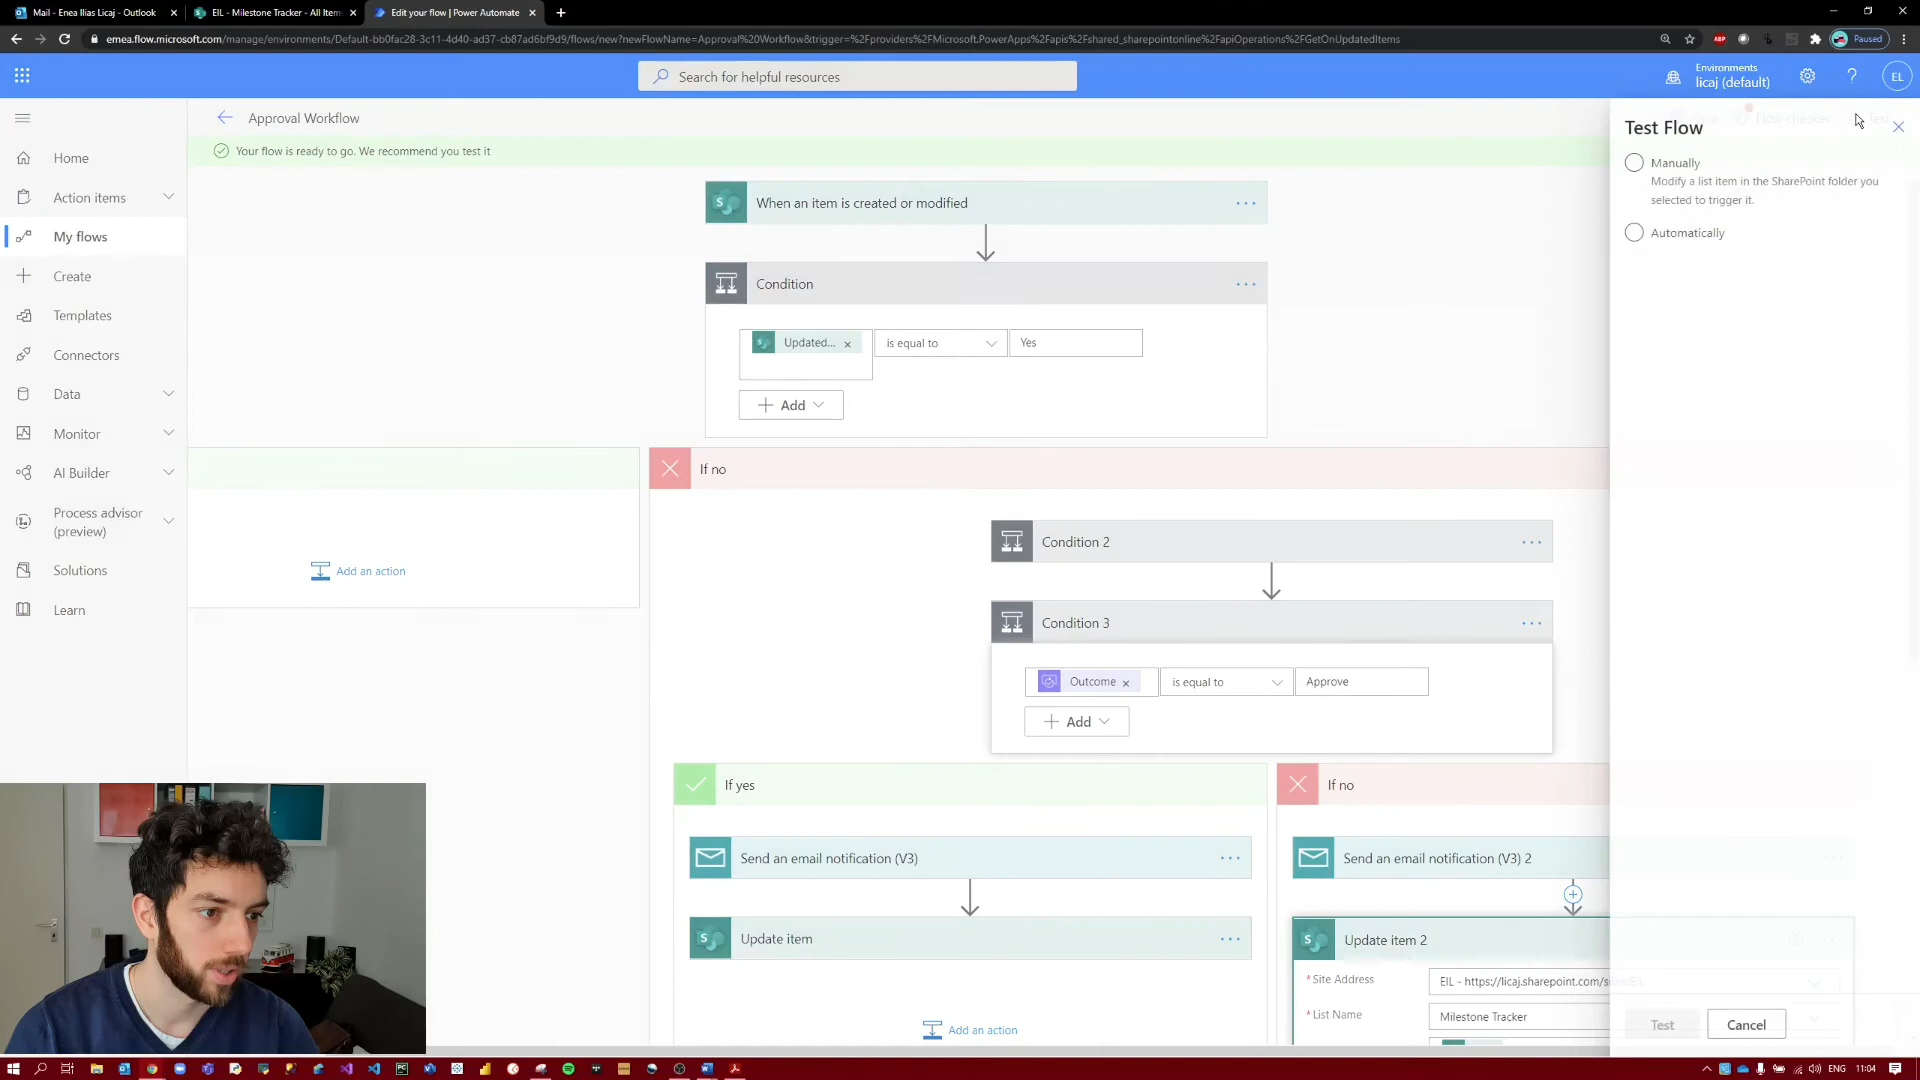 Mail - Enea Ilias Licaj - Outlook
EIL - Milestone Tracker - All Item
Edit your flow | Power Automate
emea.flow.microsoft.com/manage/environments/Default-bb0fac28-3c11-4d40-ad37-cb87ad6bf9d9/flows/new?newFlowName=Approval%20Workflow&trigger=%2Fproviders%2FMicrosoft.PowerApps%2Fapis%2Fshared_sharepointonline%2FapiOperations%2FGetOnUpdatedItems
ABP
Paused
Search for helpful resources
Environments
licaj (default)
?
EL
Approval Workflow
Flow checker
Test
Your flow is ready to go. We recommend you test it
Home
Action items
My flows
Create
Templates
Connectors
Data
Monitor
AI Builder
Process advisor
(preview)
Solutions
Learn
When an item is created or modified
Condition
Updated...
is equal to
Yes
Add
If no
Add an action
Condition 2
Condition 3
Outcome
is equal to
Approve
Add
If yes
Send an email notification (V3)
Update item
Add an action
If no
Send an email notification (V3) 2
Update item 2
* Site Address
EIL - https://licaj.sharepoint.com/sites/EIL
* List Name
Milestone Tracker
Test Flow
Manually
Modify a list item in the SharePoint folder you
selected to trigger it.
Automatically
Test
Cancel
ENG
11:04